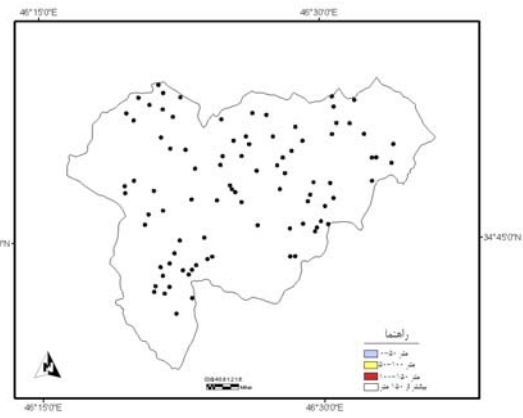 46°15'0"E 46°30'0"E
34°45'0"N
راهنما
۰-۵۰ متر
۵۰-۱۰۰ متر
۱۰۰-۱۵۰ متر
بیشتر از ۱۵۰ متر
46°15'0"E 46°30'0"E